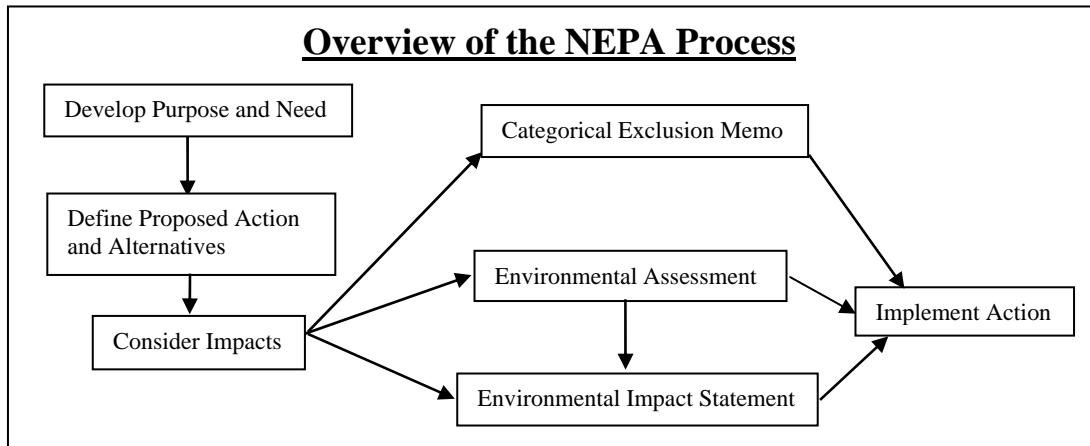 Overview of the NEPA Process
Develop Purpose and Need
Define Proposed Action
and Alternatives
Consider Impacts
Categorical Exclusion Memo
Environmental Assessment
Environmental Impact Statement
Implement Action